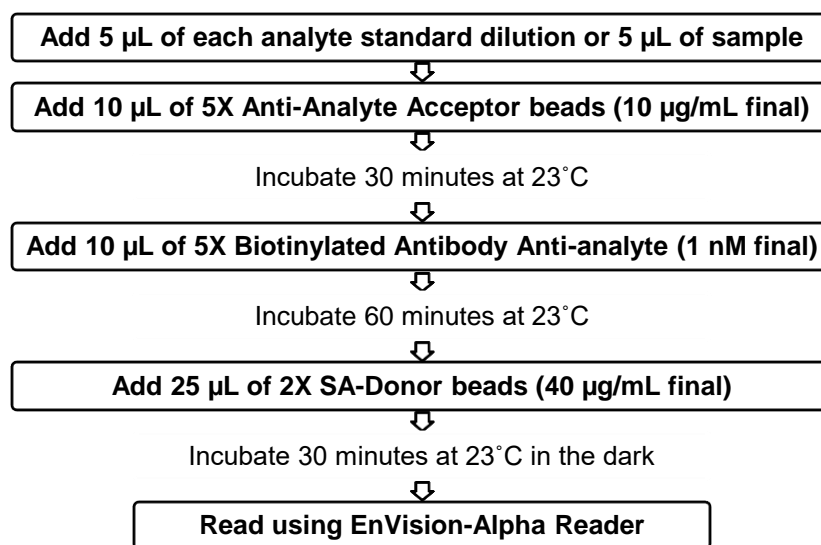 Add 5 µL of each analyte standard dilution or 5 µL of sample
Add 10 µL of 5X Anti-Analyte Acceptor beads (10 µg/mL final)
Incubate 30 minutes at 23˚C
Add 10 µL of 5X Biotinylated Antibody Anti-analyte (1 nM final)
Incubate 60 minutes at 23˚C
Add 25 µL of 2X SA-Donor beads (40 µg/mL final)
Incubate 30 minutes at 23˚C in the dark
Read using EnVision-Alpha Reader